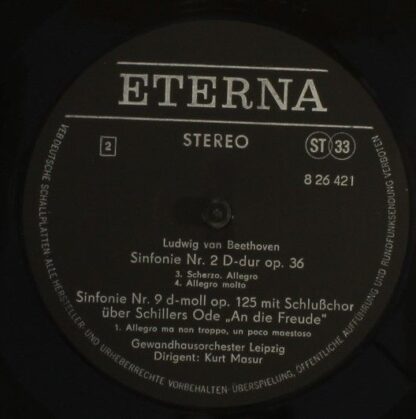 ETERNA
2
STEREO
ST 33
8 26 421
Ludwig van Beethoven
Sinfonie Nr. 2 D-dur op. 36
3. Scherzo. Allegro
4. Allegro molto
Sinfonie Nr. 9 d-moll op. 125 mit Schlußchor
über Schillers Ode „An die Freude"
1. Allegro ma non troppo, un poco maestoso
Gewandhausorchester Leipzig
Dirigent: Kurt Masur
VEB DEUTSCHE SCHALLPLATTEN ALLE HERSTELLER- UND URHEBERRECHTE VORBEHALTEN · ÜBERSPIELUNG, ÖFFENTLICHE AUFFÜHRUNG UND RUNDFUNKSENDUNG VERBOTEN